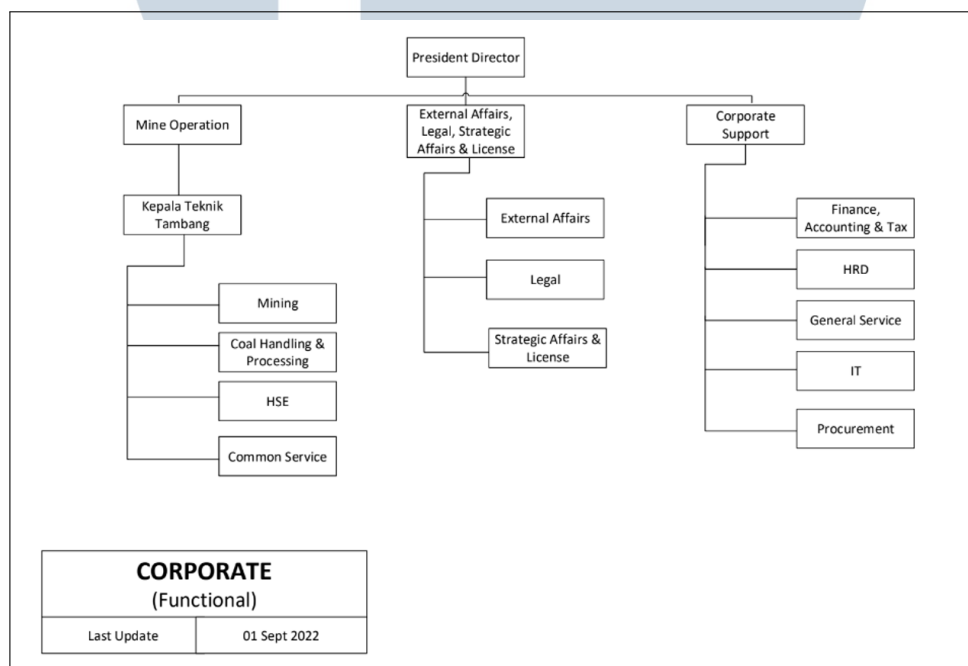 President Director
Mine Operation
External Affairs,
Legal, Strategic
Affairs & License
Corporate
Support
Kepala Teknik
Tambang
Mining
Coal Handling &
Processing
HSE
Common Service
External Affairs
Legal
Strategic Affairs &
License
Finance,
Accounting & Tax
HRD
General Service
IT
Procurement
CORPORATE
(Functional)
Last Update
01 Sept 2022